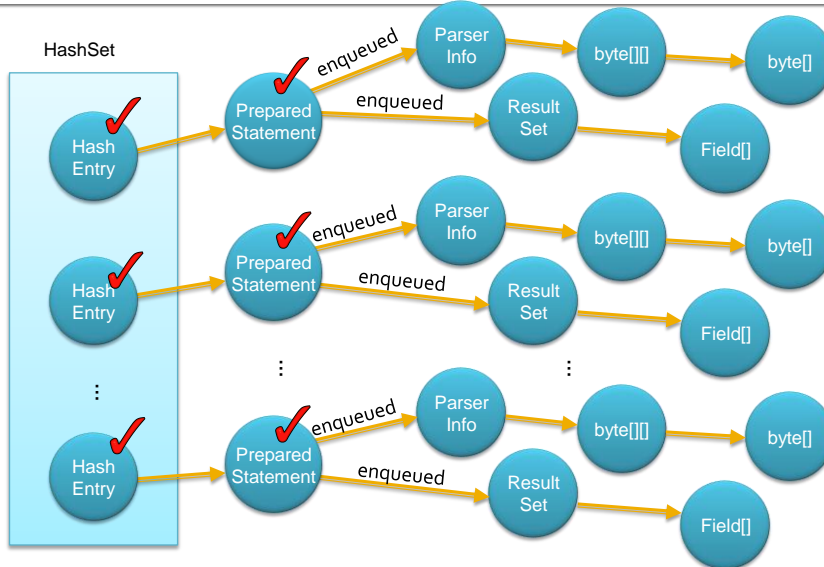 HashSet
Hash
Entry
Prepared
Statement
enqueued
enqueued
Parser
Info
byte[][]
byte[]
Result
Set
Field[]
Hash
Entry
Prepared
Statement
enqueued
enqueued
Parser
Info
byte[][]
byte[]
Result
Set
Field[]
...
...
...
Hash
Entry
Prepared
Statement
enqueued
enqueued
Parser
Info
byte[][]
byte[]
Result
Set
Field[]